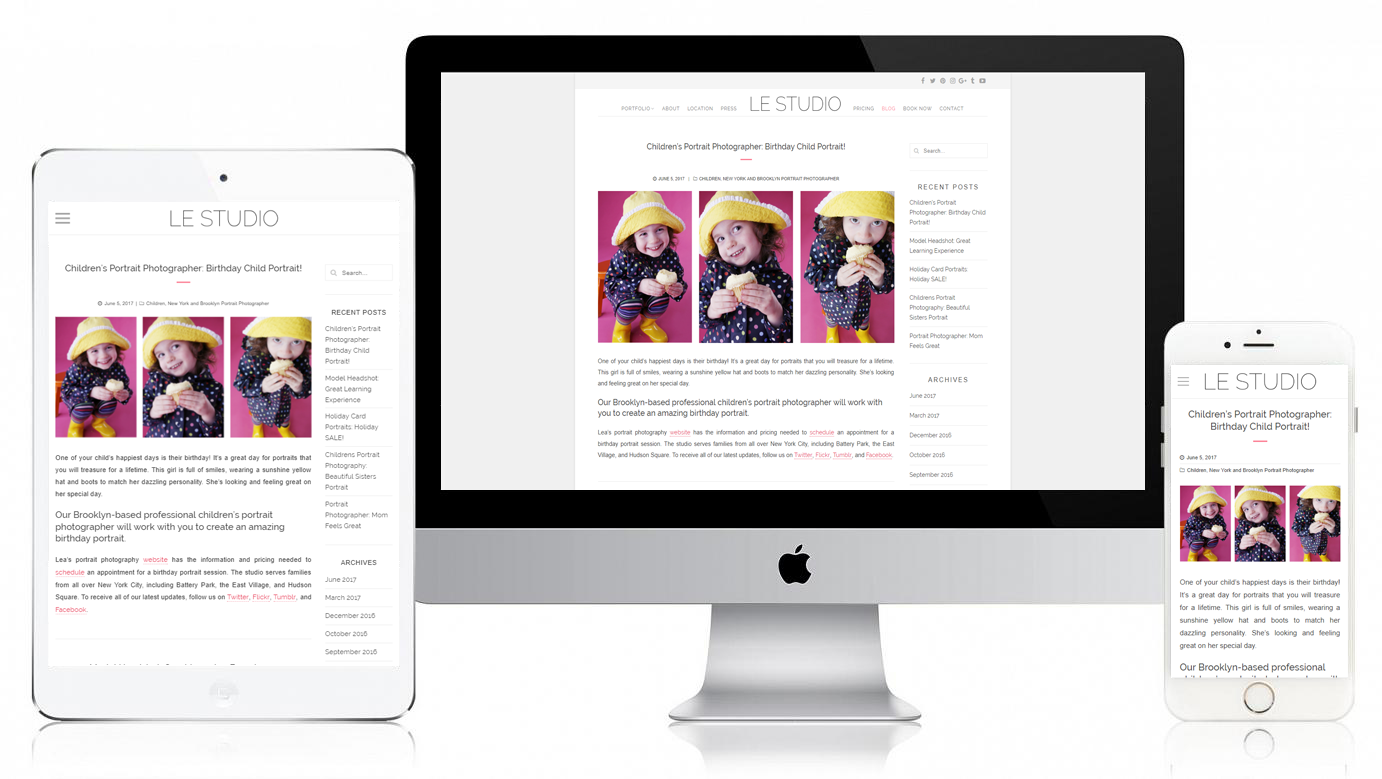 PORTFOLIO
ABOUT
LOCATION
PRESS
LE STUDIO
PRICING
BLOG
BOOK NOW
CONTACT
Children's Portrait Photographer: Birthday Child Portrait!
JUNE 5, 2017 | CHILDREN, NEW YORK AND BROOKLYN PORTRAIT PHOTOGRAPHER
One of your child's happiest days is their birthday! It's a great day for portraits that you will treasure for a lifetime.
This girl is full of smiles, wearing a sunshine yellow hat and boots to match her dazzling personality. She's looking
and feeling great on her special day.
Our Brooklyn-based professional children's portrait photographer will work with
you to create an amazing birthday portrait.
Lea's portrait photography website has the information and pricing needed to schedule an appointment for a
birthday portrait session. The studio serves families from all over New York City, including Battery Park, the East
Village, and Hudson Square. To receive all of our latest updates, follow us on Twitter, Flickr, Tumblr, and Facebook.
Search...
RECENT POSTS
Children's Portrait
Photographer: Birthday Child
Portrait!
Model Headshot: Great
Learning Experience
Holiday Card Portraits:
Holiday SALE!
Childrens Portrait
Photography: Beautiful
Sisters Portrait
Portrait Photographer: Mom
Feels Great
ARCHIVES
June 2017
March 2017
December 2016
October 2016
September 2016
LE STUDIO
Children's Portrait Photographer: Birthday Child Portrait!
June 5, 2017 | Children, New York and Brooklyn Portrait Photographer
One of your child's happiest days is their birthday! It's a great day for portraits that
you will treasure for a lifetime. This girl is full of smiles, wearing a sunshine yellow
hat and boots to match her dazzling personality. She's looking and feeling great on
her special day.
Our Brooklyn-based professional children's portrait
photographer will work with you to create an amazing
birthday portrait.
Lea's portrait photography website has the information and pricing needed to
schedule an appointment for a birthday portrait session. The studio serves families
from all over New York City, including Battery Park, the East Village, and Hudson
Square. To receive all of our latest updates, follow us on Twitter, Flickr, Tumblr, and
Facebook.
Search...
RECENT POSTS
Children's Portrait
Photographer:
Birthday Child
Portrait!
Model Headshot:
Great Learning
Experience
Holiday Card
Portraits: Holiday
SALE!
Childrens Portrait
Photography:
Beautiful Sisters
Portrait
Portrait
Photographer: Mom
Feels Great
ARCHIVES
June 2017
March 2017
December 2016
October 2016
September 2016
LE STUDIO
Children's Portrait Photographer:
Birthday Child Portrait!
June 5, 2017
Children, New York and Brooklyn Portrait Photographer
One of your child's happiest days is their birthday!
It's a great day for portraits that you will treasure
for a lifetime. This girl is full of smiles, wearing a
sunshine yellow hat and boots to match her
dazzling personality. She's looking and feeling
great on her special day.
Our Brooklyn-based professional